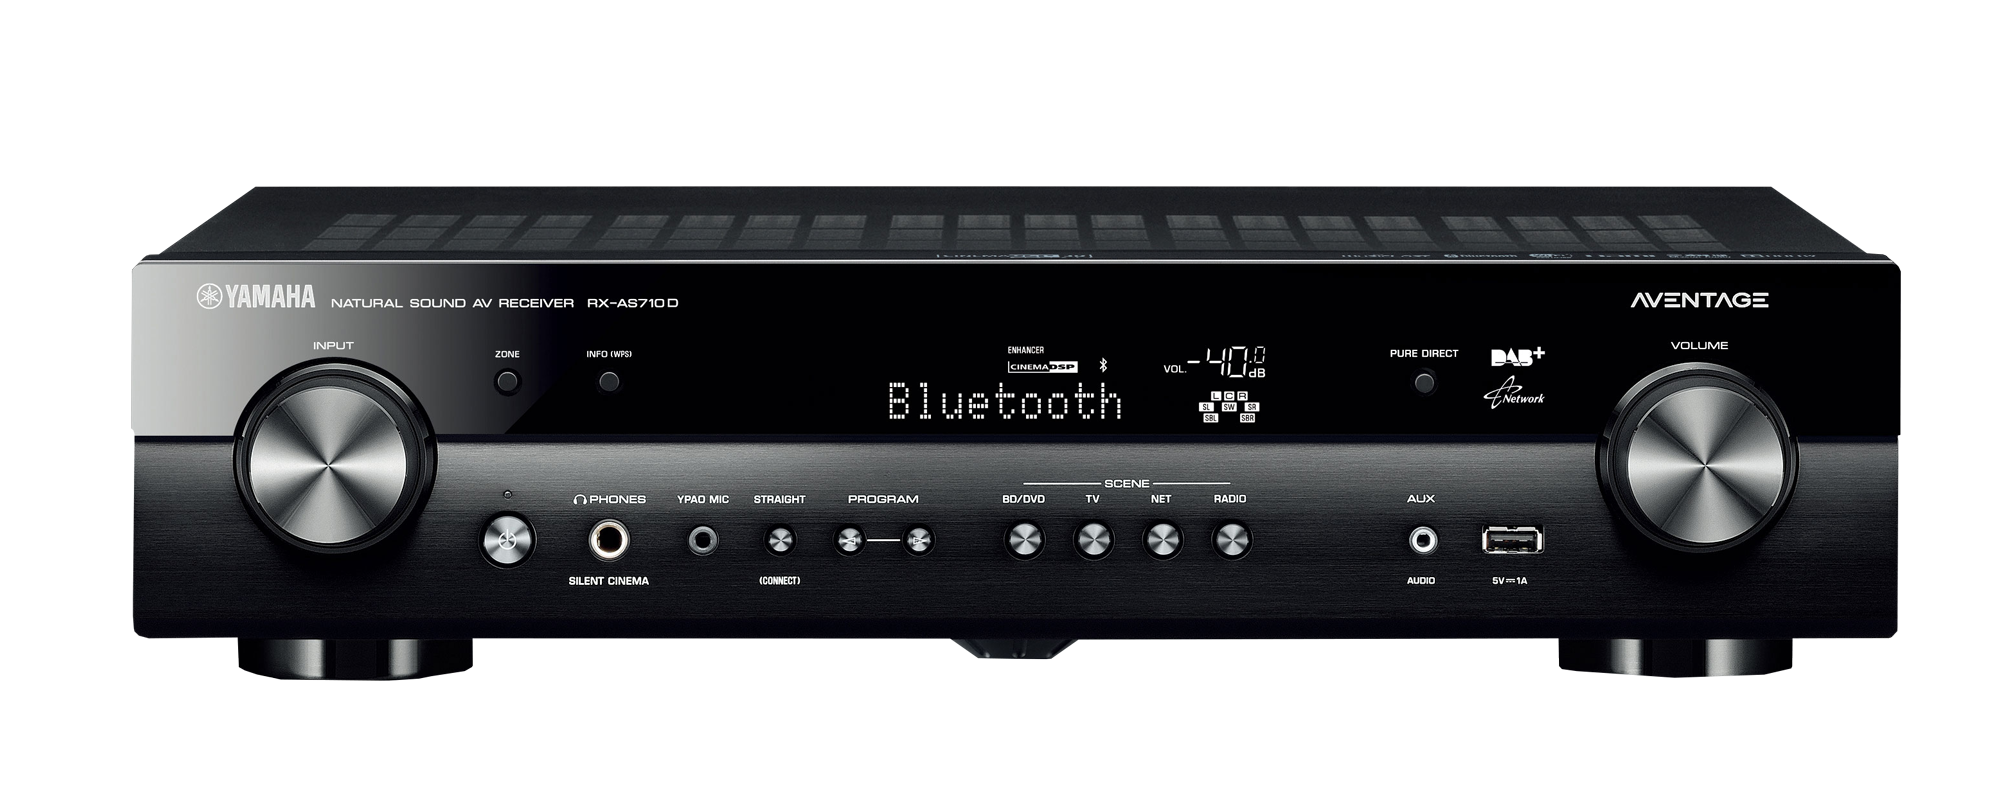 YAMAHA NATURAL SOUND AV RECEIVER RX-AS710D
AVENTAGE
INPUT
ZONE
INFO (WPS)
ENHANCER
CINEMA DSP
VOL. -40.0 dB
Bluetooth
L C R
SL SW SR
SBL SBR
PURE DIRECT
DAB+
Network
VOLUME
PHONES
SILENT CINEMA
YPAO MIC
STRAIGHT
(CONNECT)
PROGRAM
SCENE
BD/DVD TV NET RADIO
AUX
AUDIO
5V⎓1A